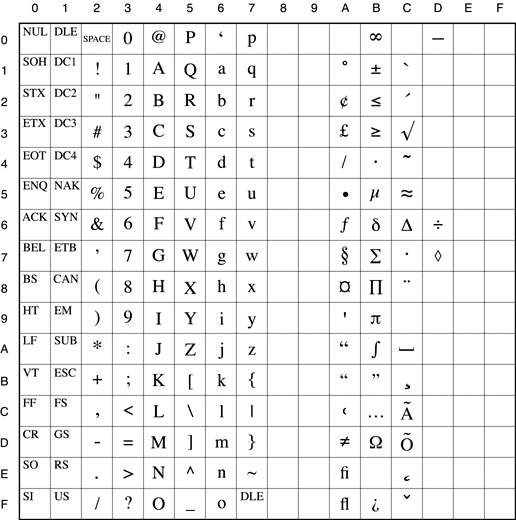 0 1 2 3 4 5 6 7 8 9 A B C D E F
0 NUL DLE SPACE 0 @ P ‘ p ∞ –
1 SOH DC1 ! 1 A Q a q ° ± `
2 STX DC2 " 2 B R b r ¢ ≤ ´
3 ETX DC3 # 3 C S c s £ ≥ √
4 EOT DC4 $ 4 D T d t / · ˜
5 ENQ NAK % 5 E U e u • µ ≈
6 ACK SYN & 6 F V f v ƒ δ Δ ÷
7 BEL ETB ’ 7 G W g w § Σ · ◊
8 BS CAN ( 8 H X h x ¤ ∏ ¨
9 HT EM ) 9 I Y i y ' π
A LF SUB * : J Z j z “ ∫ ⎵
B VT ESC + ; K [ k { “ ” ¸
C FF FS , < L \ l | ‹ … Ã
D CR GS - = M ] m } ≠ Ω Õ
E SO RS . > N ^ n ~ fi ˛
F SI US / ? O _ o DLE fl ¿ ˇ